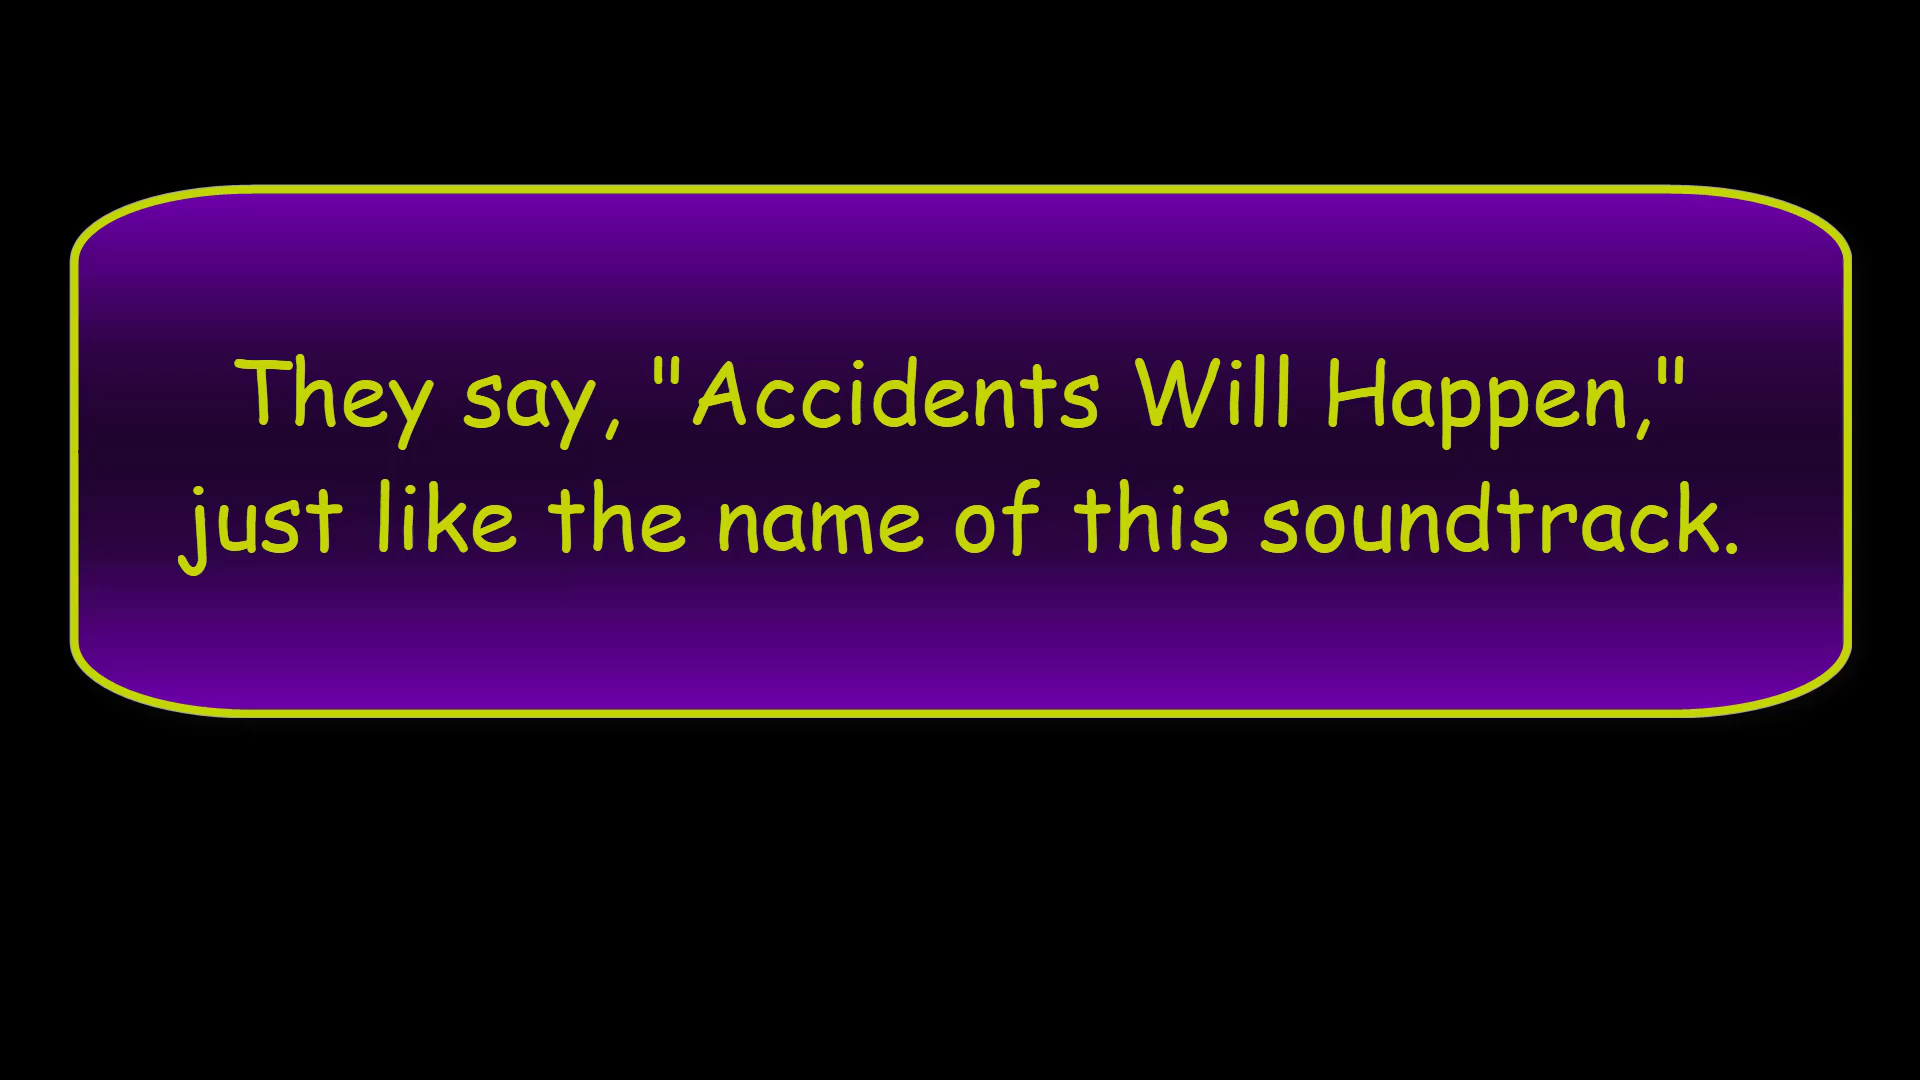 They say, "Accidents Will Happen,"
just like the name of this soundtrack.